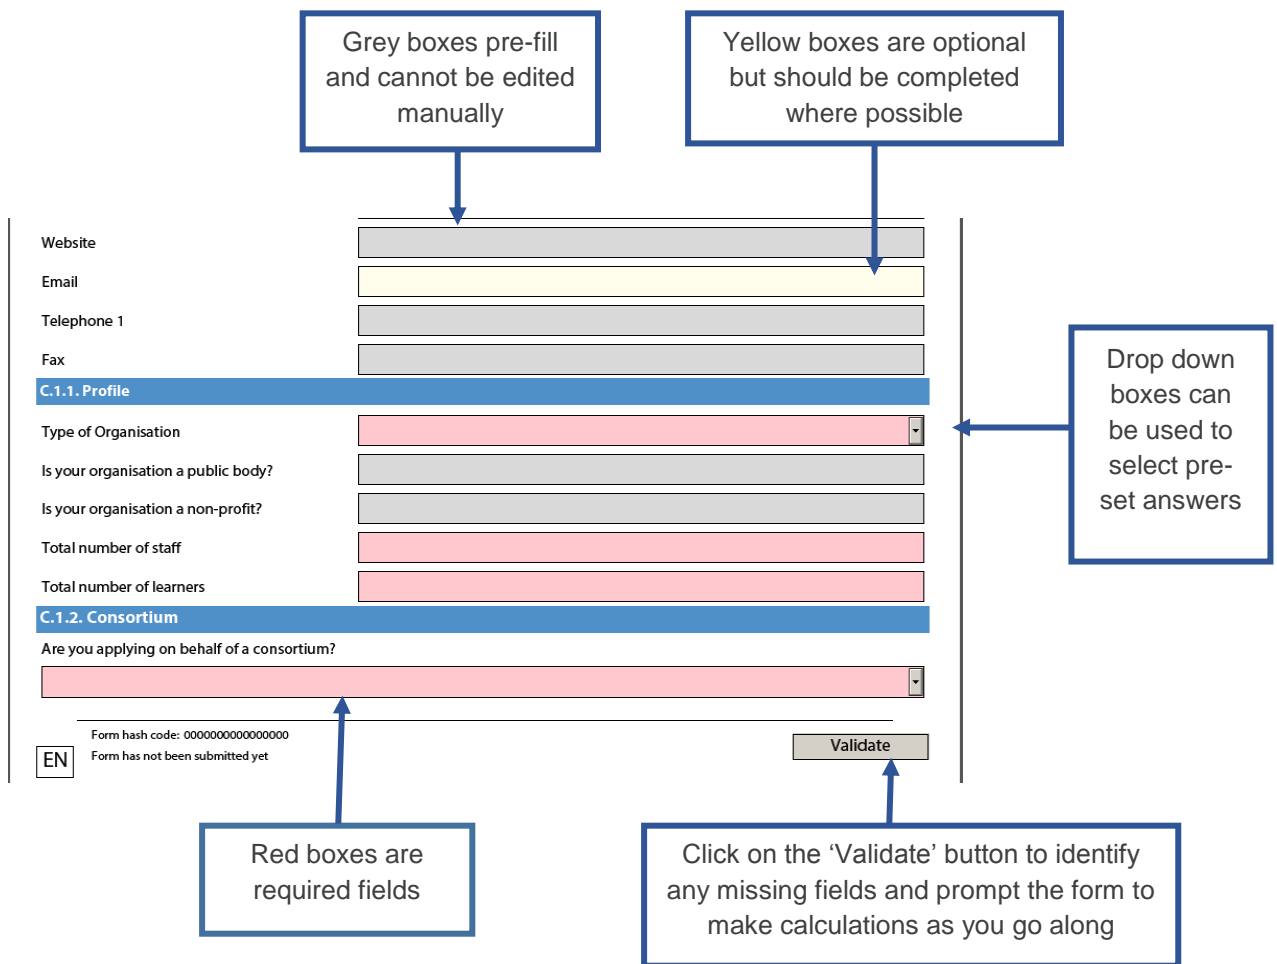 Grey boxes pre-fill
and cannot be edited
manually
Yellow boxes are optional
but should be completed
where possible
Website
Email
Telephone 1
Fax
C.1.1. Profile
Type of Organisation
Is your organisation a public body?
Is your organisation a non-profit?
Total number of staff
Total number of learners
Drop down
boxes can
be used to
select pre-
set answers
C.1.2. Consortium
Are you applying on behalf of a consortium?
Form hash code: 0000000000000000
EN
Form has not been submitted yet
Validate
Red boxes are
required fields
Click on the ‘Validate’ button to identify
any missing fields and prompt the form to
make calculations as you go along